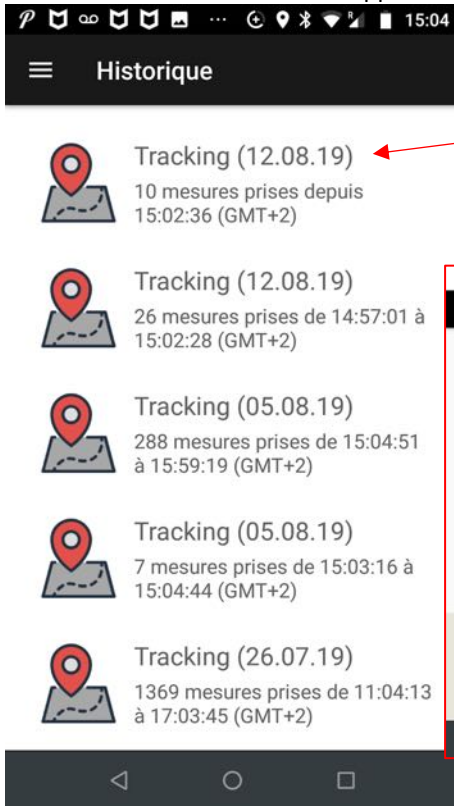 15:04
Historique
Tracking (12.08.19)
10 mesures prises depuis
15:02:36 (GMT+2)
Tracking (12.08.19)
26 mesures prises de 14:57:01 à
15:02:28 (GMT+2)
Tracking (05.08.19)
288 mesures prises de 15:04:51
à 15:59:19 (GMT+2)
Tracking (05.08.19)
7 mesures prises de 15:03:16 à
15:04:44 (GMT+2)
Tracking (26.07.19)
1369 mesures prises de 11:04:13
à 17:03:45 (GMT+2)